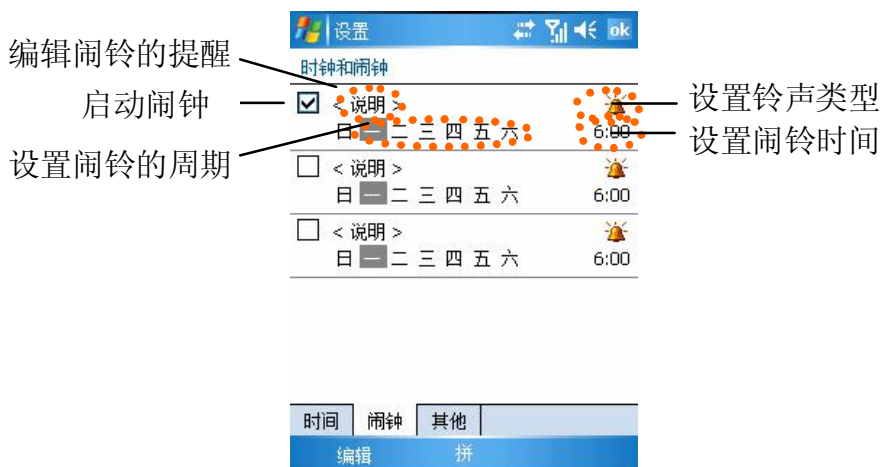 设置
ok
时钟和闹钟
编辑闹铃的提醒
< 说明 >
启动闹钟
设置铃声类型
日 一 二 三 四 五 六 6:00
设置闹铃时间
设置闹铃的周期
< 说明 >
日 一 二 三 四 五 六 6:00
< 说明 >
日 一 二 三 四 五 六 6:00
时间 闹钟 其他
编辑 拼